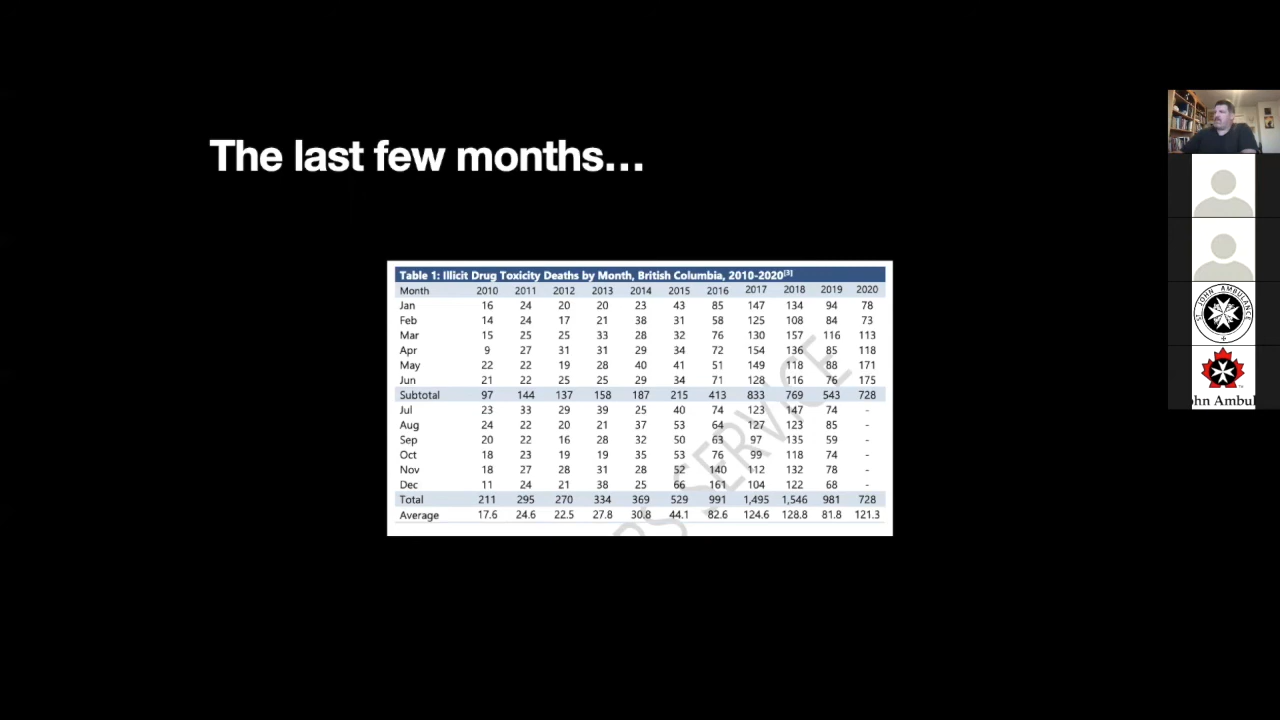 The last few months...
Table 1: Illicit Drug Toxicity Deaths by Month, British Columbia, 2010-2020[3]
Month 2010 2011 2012 2013 2014 2015 2016 2017 2018 2019 2020
Jan 16 24 20 20 23 43 85 147 134 94 78
Feb 14 24 17 21 38 31 58 125 108 84 73
Mar 15 25 25 33 28 32 76 130 157 116 113
Apr 9 27 31 31 29 34 72 154 136 85 118
May 22 22 19 28 40 41 51 149 118 88 171
Jun 21 22 25 25 29 34 71 128 116 76 175
Subtotal 97 144 137 158 187 215 413 833 769 543 728
Jul 23 33 29 39 25 40 74 123 147 74 -
Aug 24 22 20 21 37 53 64 127 123 85 -
Sep 20 22 16 28 32 50 63 97 135 59 -
Oct 18 23 19 19 35 53 76 99 118 74 -
Nov 18 27 28 31 28 52 140 112 132 78 -
Dec 11 24 21 38 25 66 161 104 122 68 -
Total 211 295 270 334 369 529 991 1,495 1,546 981 728
Average 17.6 24.6 22.5 27.8 30.8 44.1 82.6 124.6 128.8 81.8 121.3
RS SERVICE
ST. JOHN AMBULANCE
hn Ambul